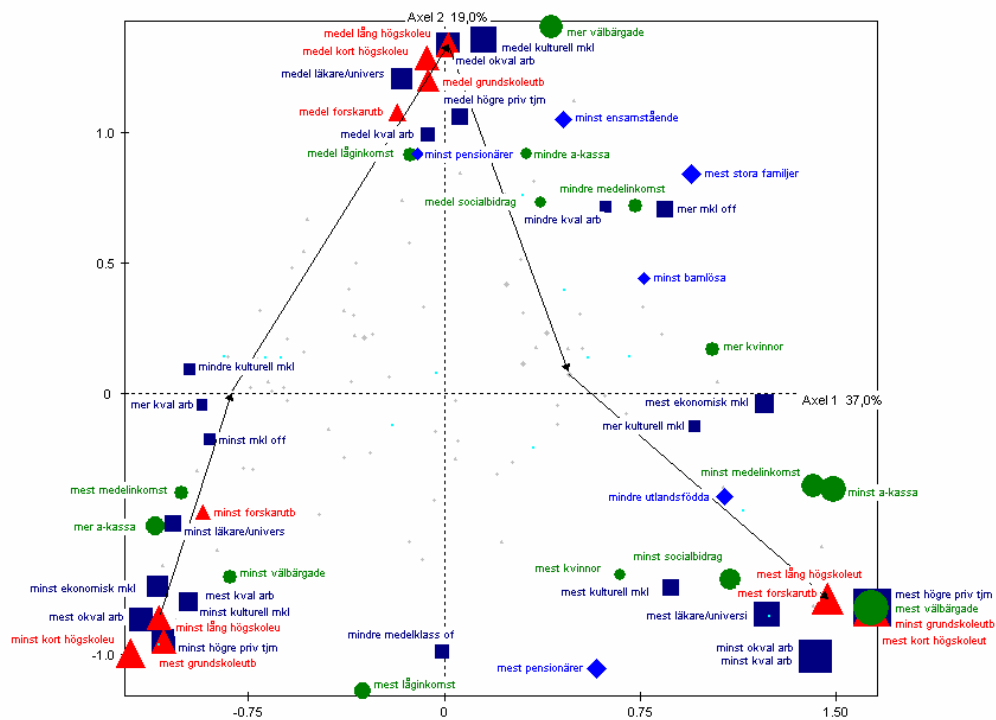 Axel 2 19,0%
mer välbärgade
medel lång högskoleu
medel kulturell mkl
medel kort högskoleu
medel okval arb
medel läkare/univers
medel grundskoleutb
medel högre priv tjm
medel forskarutb
minst ensamstående
1.0
medel kval arb
medel låginkomst
minst pensionärer
mindre a-kassa
mest stora familjer
mindre medelinkomst
medel socialbidrag
mindre kval arb
mer mkl off
0.5
minst barnlösa
mer kvinnor
mindre kulturell mkl
0
Axel 1 37,0%
mer kval arb
mest ekonomisk mkl
mer kulturell mkl
minst mkl off
minst medelinkomst
mest medelinkomst
minst a-kassa
mindre utlandsfödda
minst forskarutb
mer a-kassa
minst läkare/univers
minst socialbidrag
mest kvinnor
mest lång högskoleut
minst välbärgade
minst ekonomisk mkl
mest kulturell mkl
mest forskarutb
mest högre priv tjm
mest kval arb
mest välbärgade
minst kulturell mkl
mest okval arb
mest läkare/universi
minst grundskoleutb
minst lång högskoleu
mindre medelklass of
minst kort högskoleu
mest kort högskoleut
minst högre priv tjm
minst okval arb
-1.0
mest grundskoleutb
minst kval arb
mest pensionärer
mest låginkomst
-0.75
0
0.75
1.50